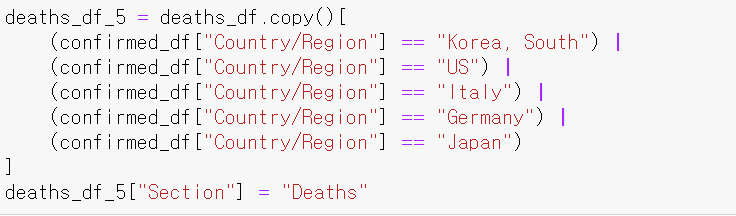 deaths_df_5 = deaths_df.copy()[
    (confirmed_df["Country/Region"] == "Korea, South") |
    (confirmed_df["Country/Region"] == "US") |
    (confirmed_df["Country/Region"] == "Italy") |
    (confirmed_df["Country/Region"] == "Germany") |
    (confirmed_df["Country/Region"] == "Japan")
]
deaths_df_5["Section"] = "Deaths"